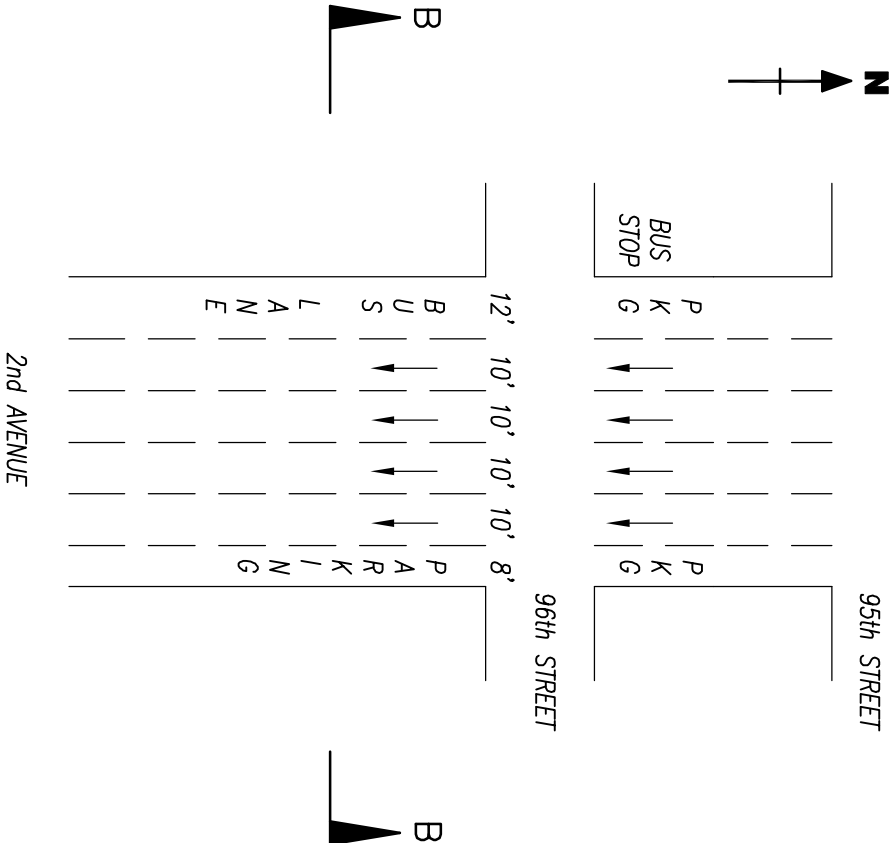 N
95th STREET
BUS
STOP
PKG
PKG
96th STREET
12' 10' 10' 10' 10' 8'
B
B
BUS LANE
PARKING
2nd AVENUE